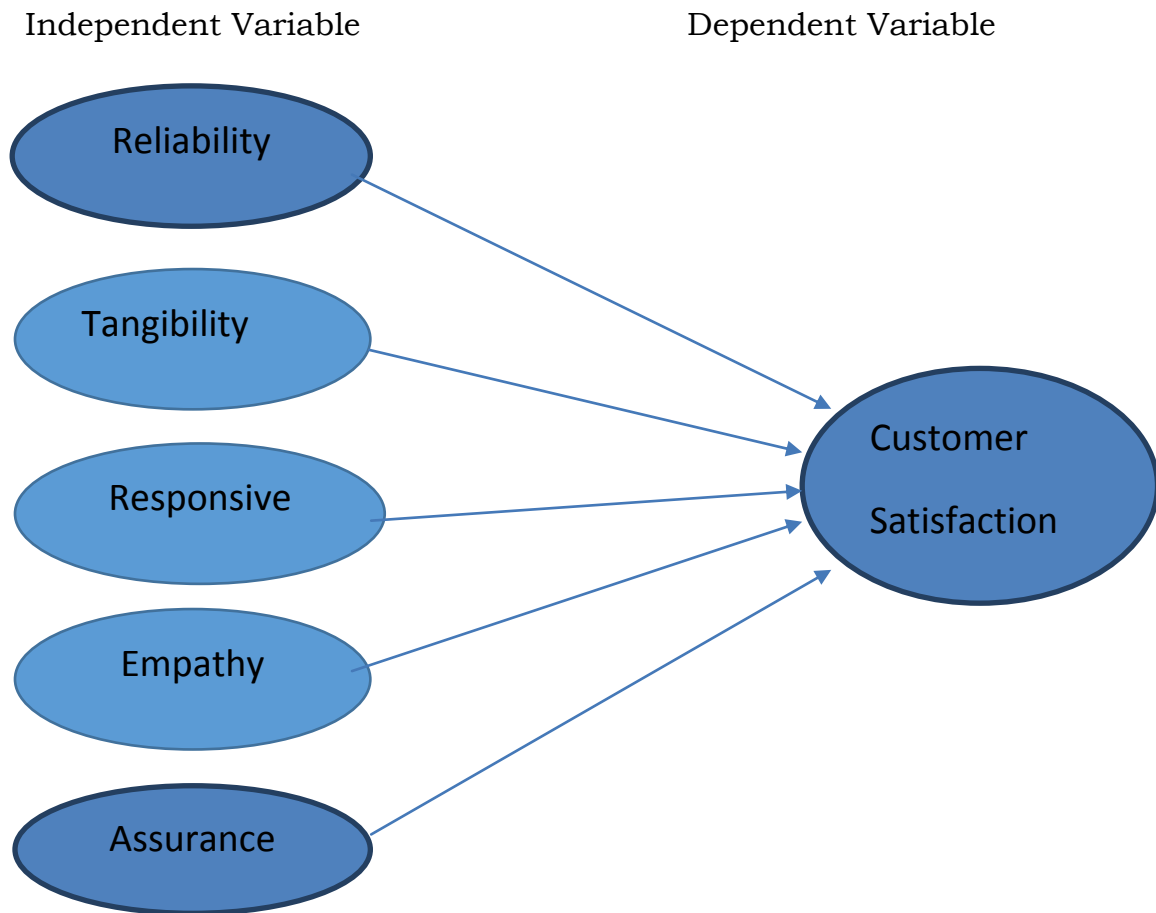 Independent Variable
Dependent Variable
Reliability
Tangibility
Responsive
Empathy
Assurance
Customer
Satisfaction